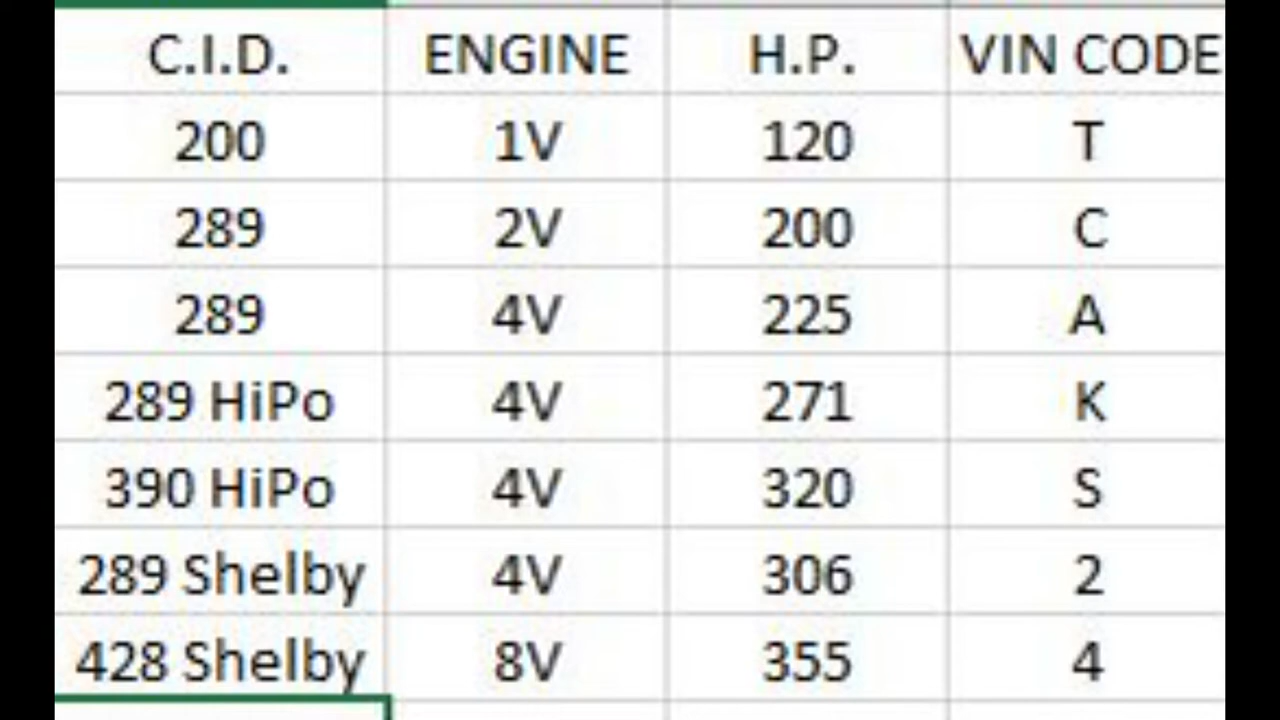 C.I.D. ENGINE H.P. VIN CODE
200 1V 120 T
289 2V 200 C
289 4V 225 A
289 HiPo 4V 271 K
390 HiPo 4V 320 S
289 Shelby 4V 306 2
428 Shelby 8V 355 4